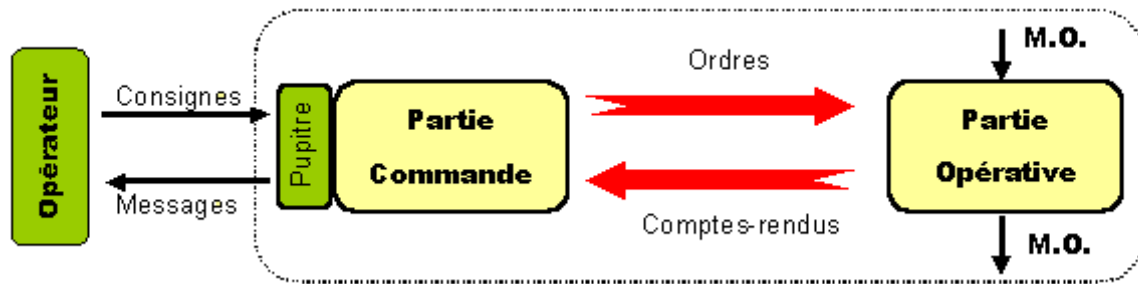 Opérateur
Consignes
Messages
Pupitre
Partie
Commande
Ordres
Comptes-rendus
M.O.
Partie
Opérative
M.O.